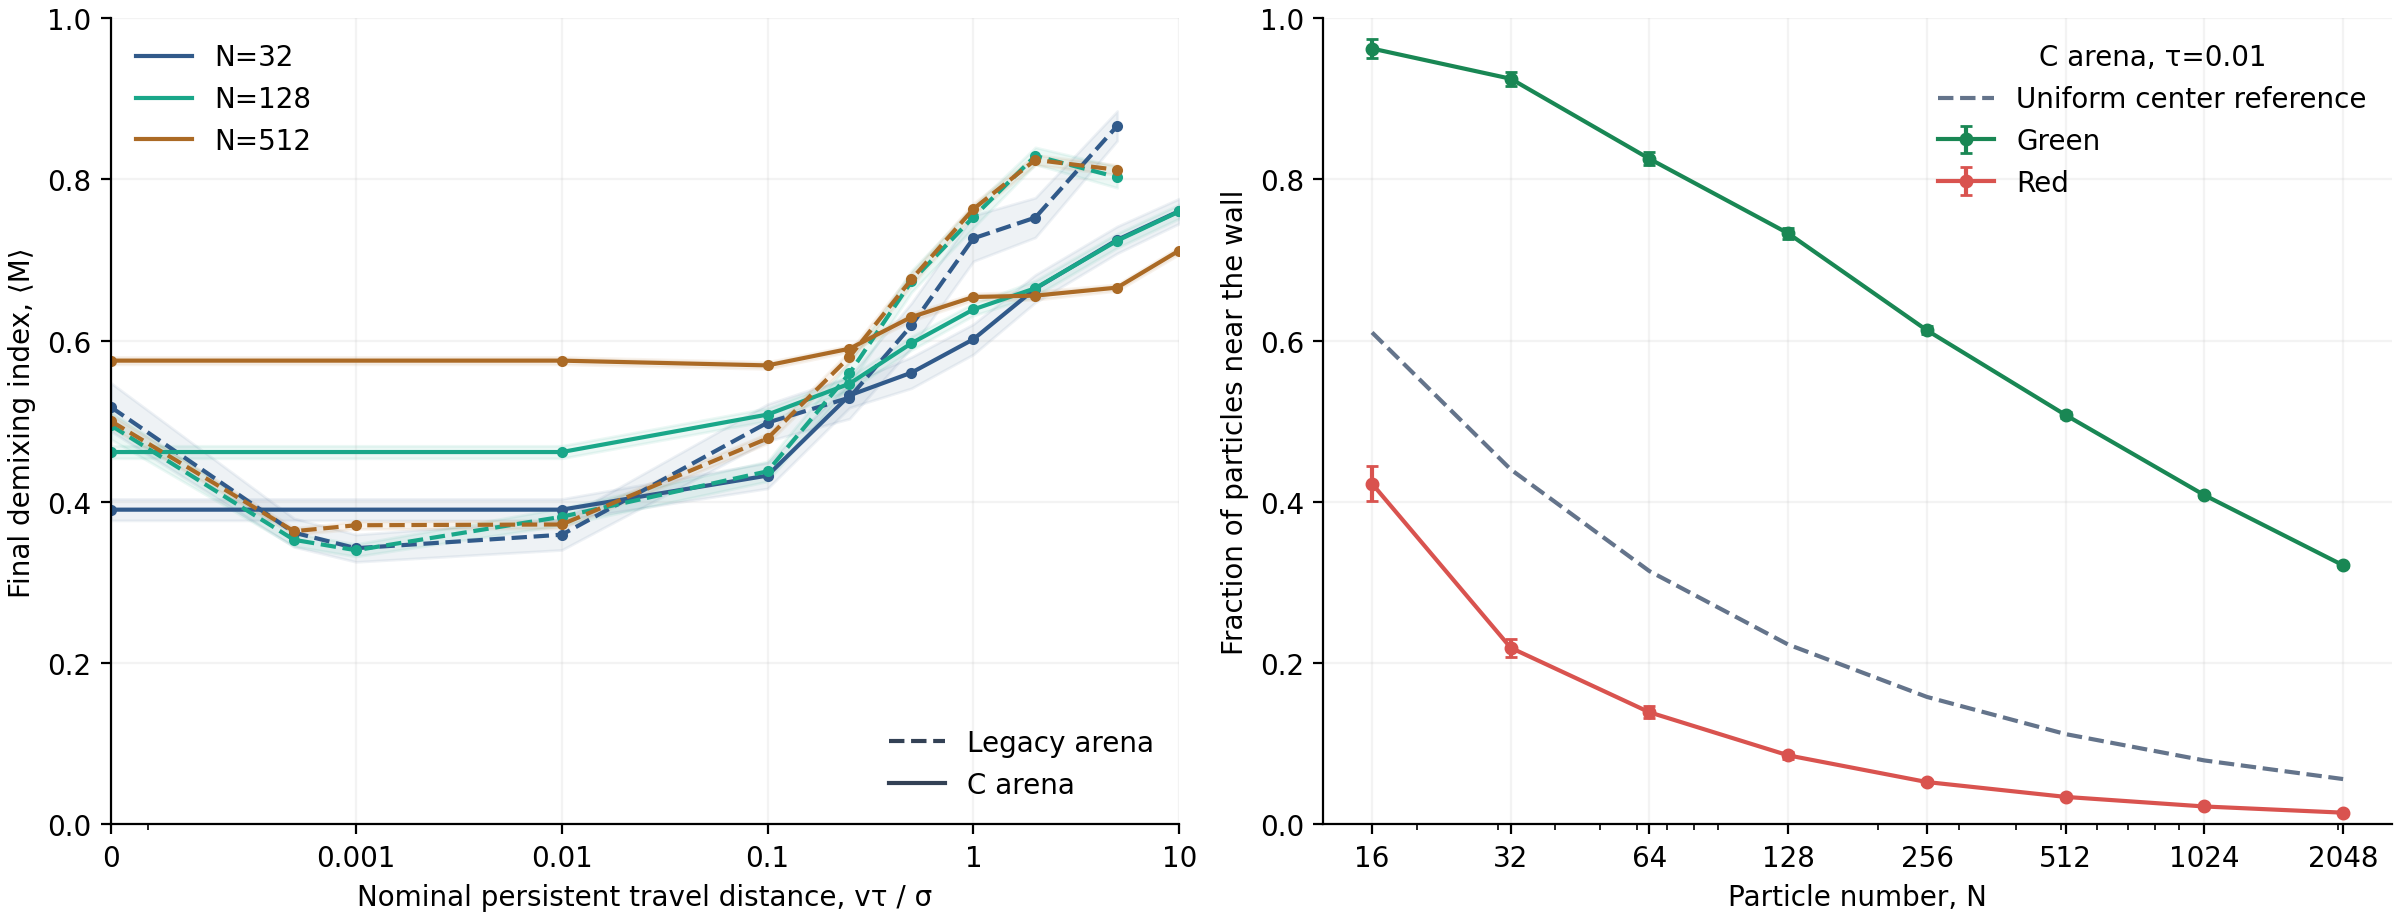 Final demixing index, ⟨M⟩
1.0
0.8
0.6
0.4
0.2
0.0
N=32
N=128
N=512
Legacy arena
C arena
0
0.001
0.01
0.1
1
10
Nominal persistent travel distance, vτ / σ
Fraction of particles near the wall
1.0
0.8
0.6
0.4
0.2
0.0
C arena, τ=0.01
Uniform center reference
Green
Red
16
32
64
128
256
512
1024
2048
Particle number, N